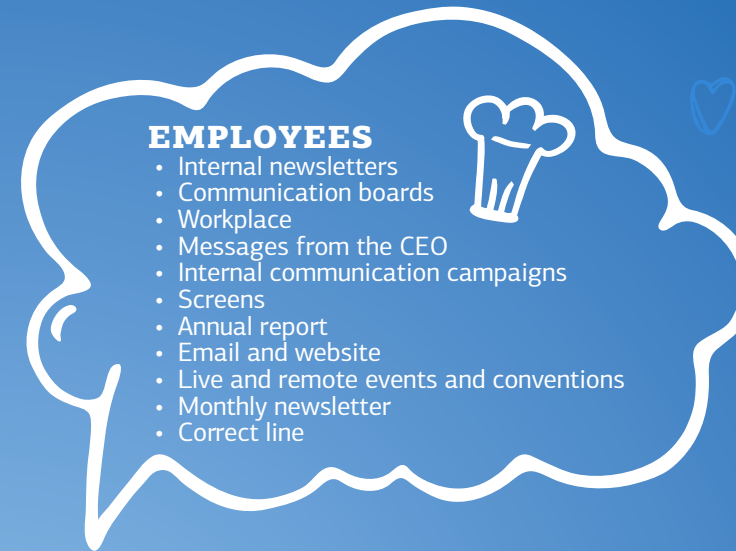 EMPLOYEES
• Internal newsletters
• Communication boards
• Workplace
• Messages from the CEO
• Internal communication campaigns
• Screens
• Annual report
• Email and website
• Live and remote events and conventions
• Monthly newsletter
• Correct line